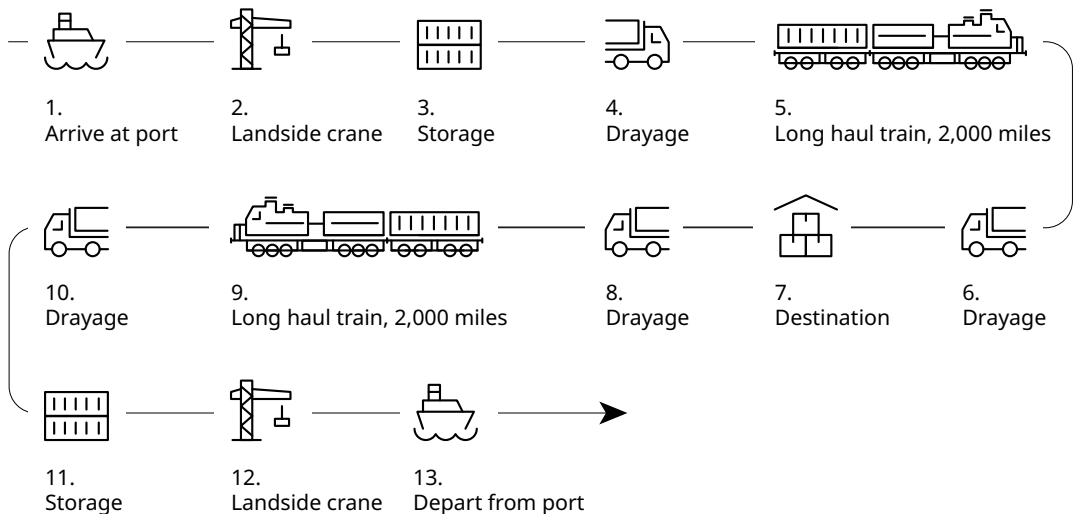 1.
Arrive at port
2.
Landside crane
3.
Storage
4.
Drayage
5.
Long haul train, 2,000 miles
6.
Drayage
7.
Destination
8.
Drayage
9.
Long haul train, 2,000 miles
10.
Drayage
11.
Storage
12.
Landside crane
13.
Depart from port